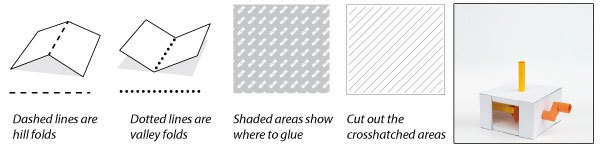 Dashed lines are
hill folds
Dotted lines are
valley folds
Shaded areas show
where to glue
Cut out the
crosshatched areas